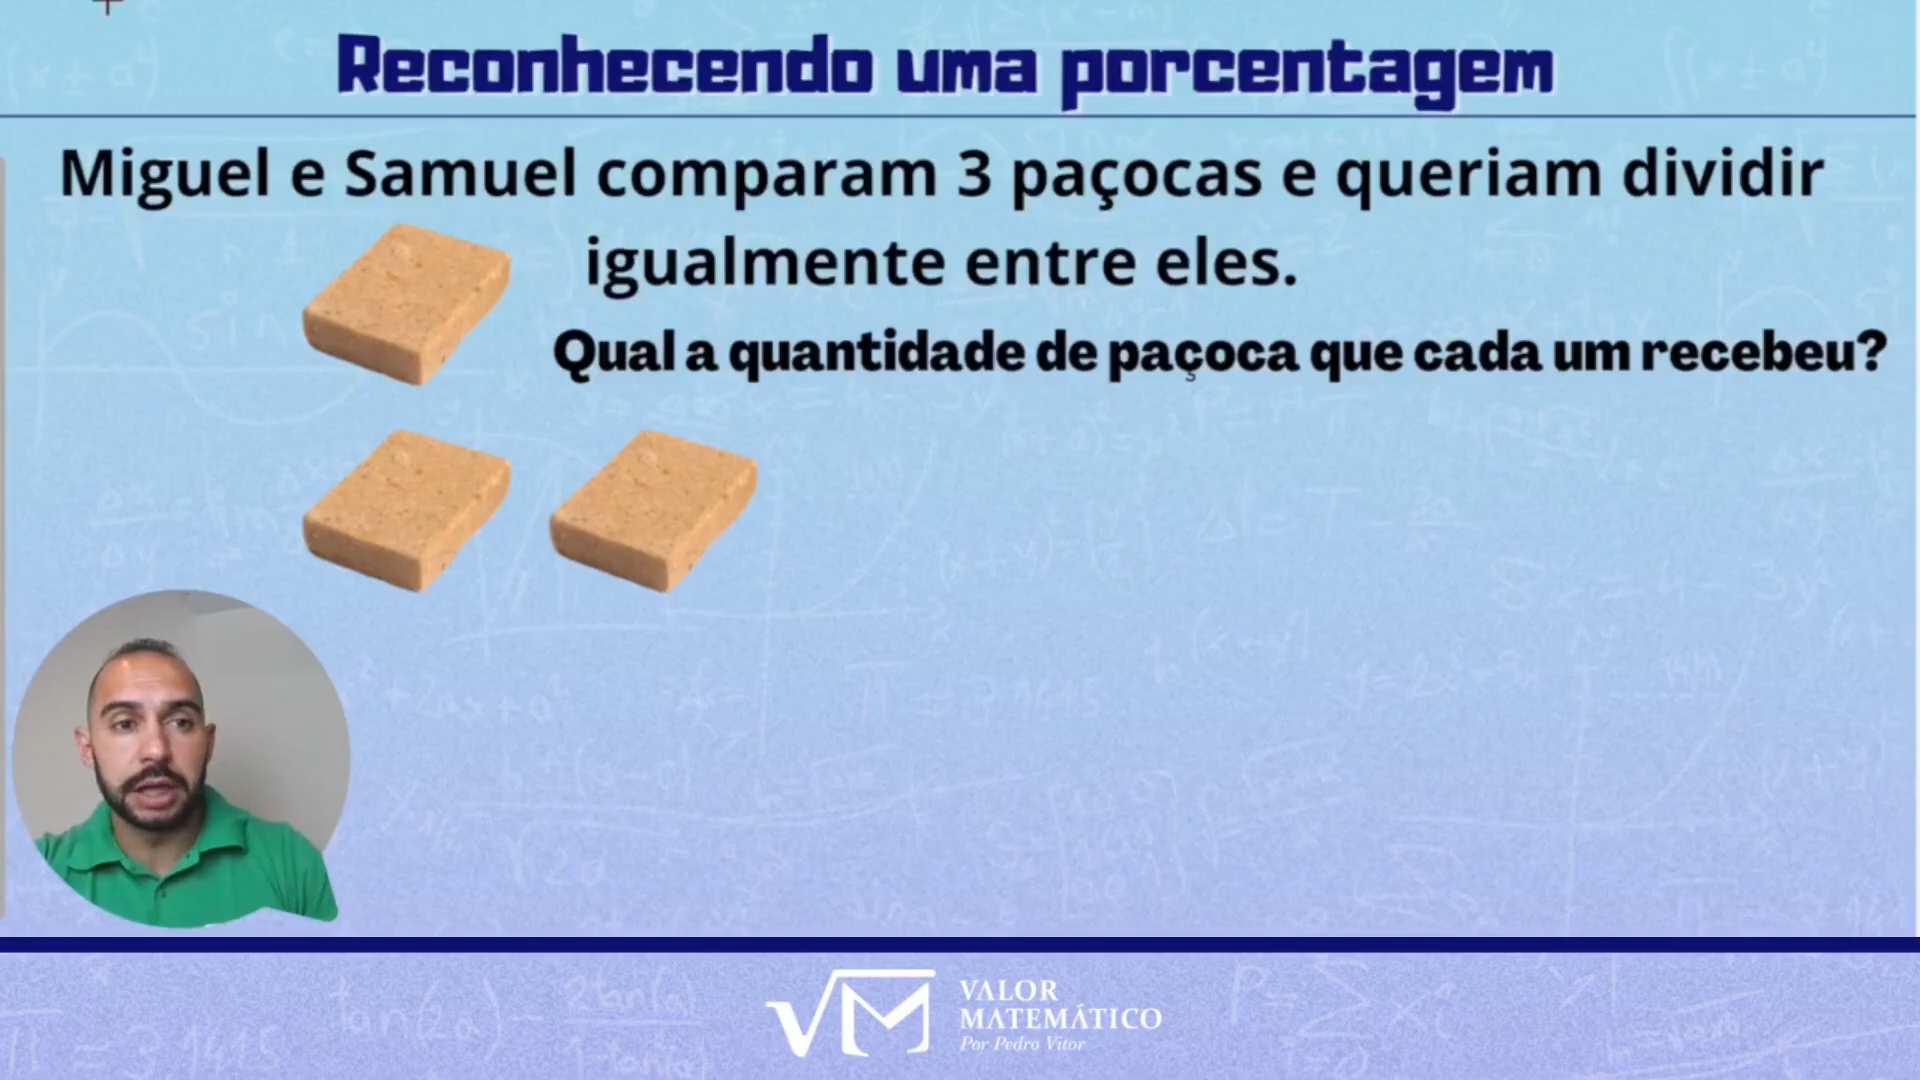 Reconhecendo uma porcentagem
Miguel e Samuel comparam 3 paçocas e queriam dividir
igualmente entre eles.
Qual a quantidade de paçoca que cada um recebeu?
VALOR
MATEMÁTICO
Por Pedro Vitor